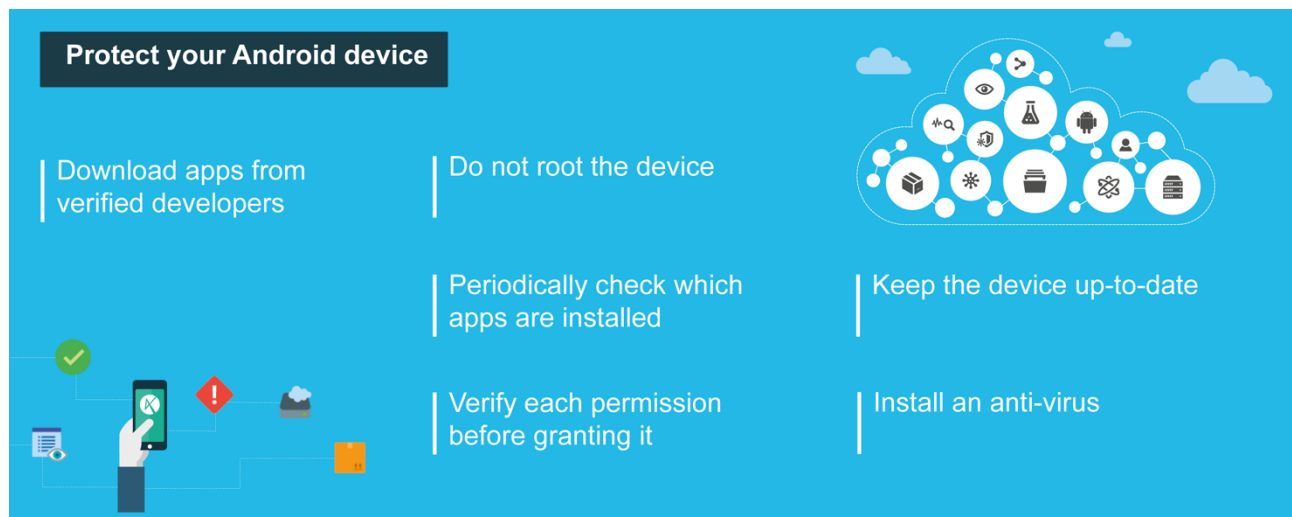 Protect your Android device
Download apps from
verified developers
Do not root the device
Periodically check which
apps are installed
Keep the device up-to-date
Verify each permission
before granting it
Install an anti-virus